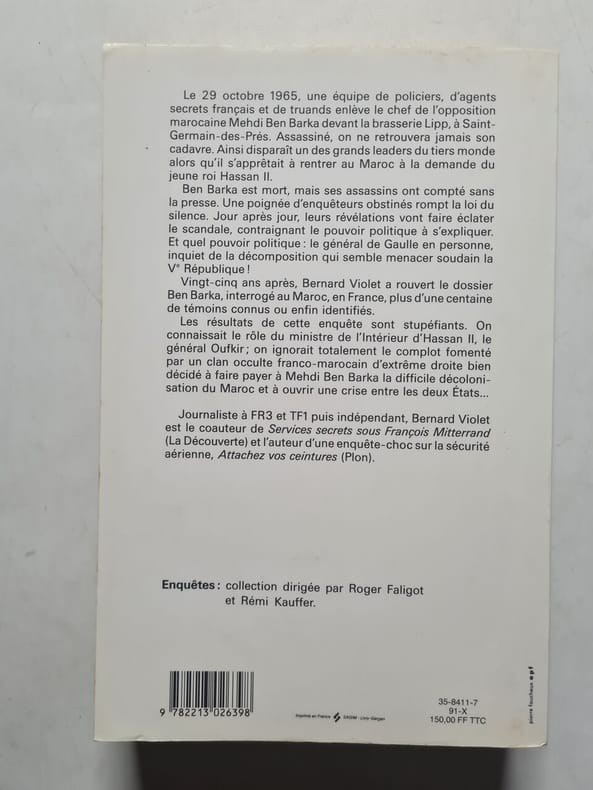 Le 29 octobre 1965, une équipe de policiers, d'agents
secrets français et de truands enlève le chef de l'opposition
marocaine Mehdi Ben Barka devant la brasserie Lipp, à Saint-
Germain-des-Prés. Assassiné, on ne retrouvera jamais son
cadavre. Ainsi disparaît un des grands leaders du tiers monde
alors qu'il s'apprêtait à rentrer au Maroc à la demande du
jeune roi Hassan II.
Ben Barka est mort, mais ses assassins ont compté sans
la presse. Une poignée d'enquêteurs obstinés rompt la loi du
silence. Jour après jour, leurs révélations vont faire éclater
le scandale, contraignant le pouvoir politique à s'expliquer.
Et quel pouvoir politique : le général de Gaulle en personne,
inquiet de la décomposition qui semble menacer soudain la
Ve République !
Vingt-cinq ans après, Bernard Violet a rouvert le dossier
Ben Barka, interrogé au Maroc, en France, plus d'une centaine
de témoins connus ou enfin identifiés.
Les résultats de cette enquête sont stupéfiants. On
connaissait le rôle du ministre de l'Intérieur d'Hassan II, le
général Oufkir ; on ignorait totalement le complot fomenté
par un clan occulte franco-marocain d'extrême droite bien
décidé à faire payer à Mehdi Ben Barka la difficile décoloni-
sation du Maroc et à ouvrir une crise entre les deux États...
Journaliste à FR3 et TF1 puis indépendant, Bernard Violet
est le coauteur de Services secrets sous François Mitterrand
(La Découverte) et l'auteur d'une enquête-choc sur la sécurité
aérienne, Attachez vos ceintures (Plon).
Enquêtes : collection dirigée par Roger Faligot
et Rémi Kauffer.
9 782213 026398
Imprimé en France
35-8411-7
91-X
150,00 FF TTC
pierre faucheux apf